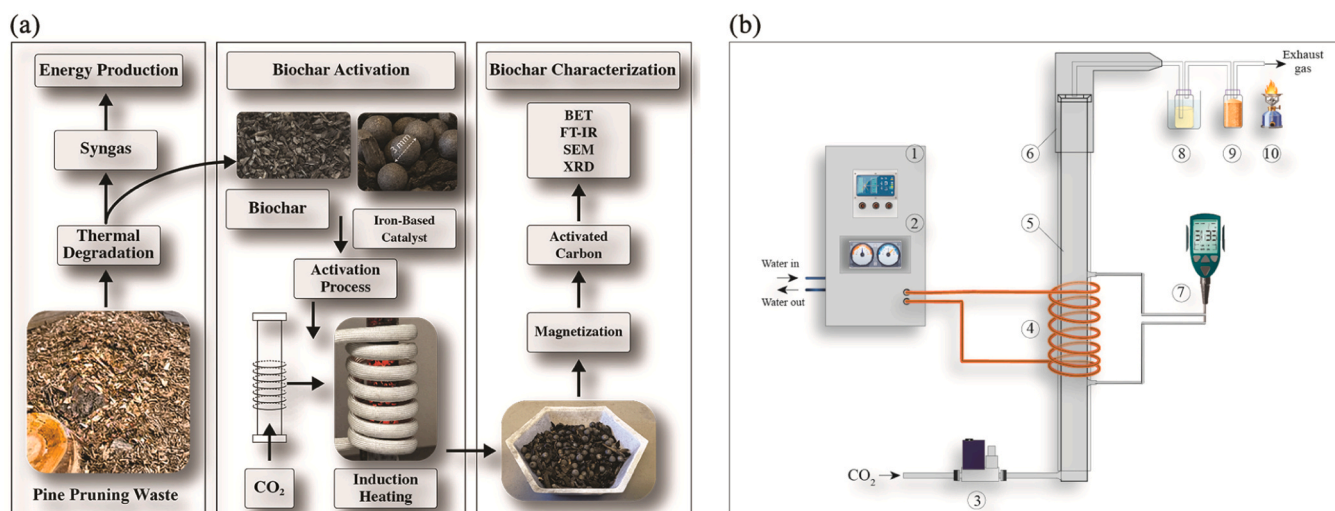 (a)
Energy Production
Syngas
Thermal
Degradation
Pine Pruning Waste
Biochar Activation
3 mm
Biochar
Iron-Based
Catalyst
Activation
Process
CO₂
Induction
Heating
Biochar Characterization
BET
FT-IR
SEM
XRD
Activated
Carbon
Magnetization
(b)
Exhaust
gas
8
9
10
6
1
2
5
7
Water in
Water out
4
CO₂
3